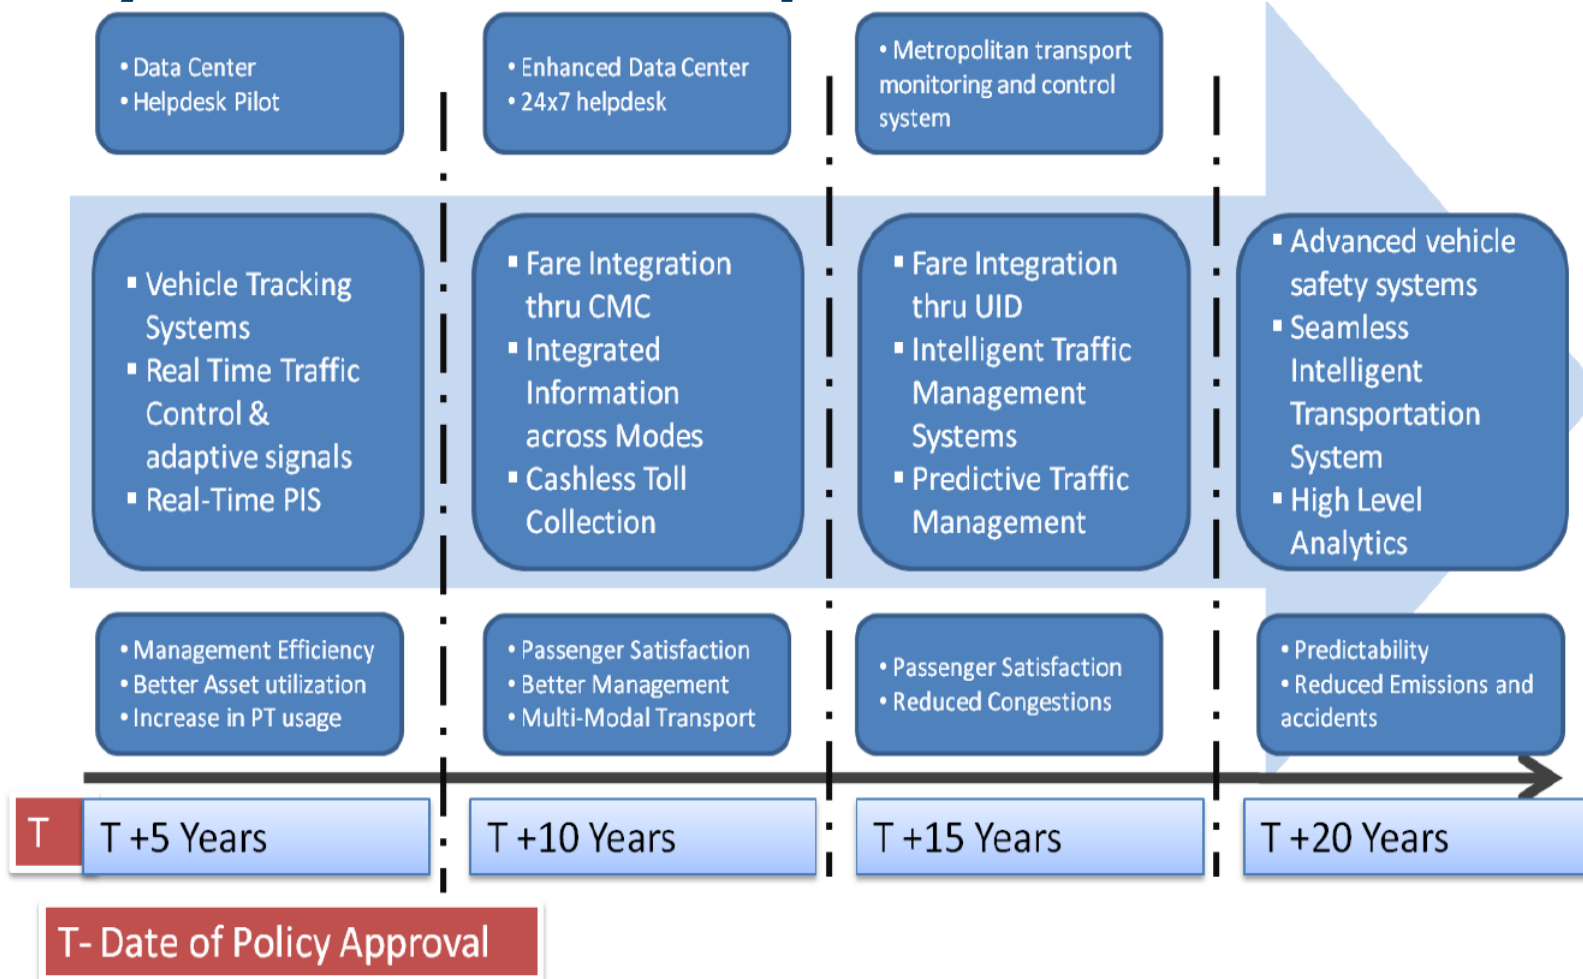 • Data Center
• Helpdesk Pilot
• Enhanced Data Center
• 24x7 helpdesk
• Metropolitan transport
monitoring and control
system
▪ Vehicle Tracking
Systems
▪ Real Time Traffic
Control &
adaptive signals
▪ Real-Time PIS
▪ Fare Integration
thru CMC
▪ Integrated
Information
across Modes
▪ Cashless Toll
Collection
▪ Fare Integration
thru UID
▪ Intelligent Traffic
Management
Systems
▪ Predictive Traffic
Management
▪ Advanced vehicle
safety systems
▪ Seamless
Intelligent
Transportation
System
▪ High Level
Analytics
• Management Efficiency
• Better Asset utilization
• Increase in PT usage
• Passenger Satisfaction
• Better Management
• Multi-Modal Transport
• Passenger Satisfaction
• Reduced Congestions
• Predictability
• Reduced Emissions and
accidents
T
T +5 Years
T +10 Years
T +15 Years
T +20 Years
T- Date of Policy Approval